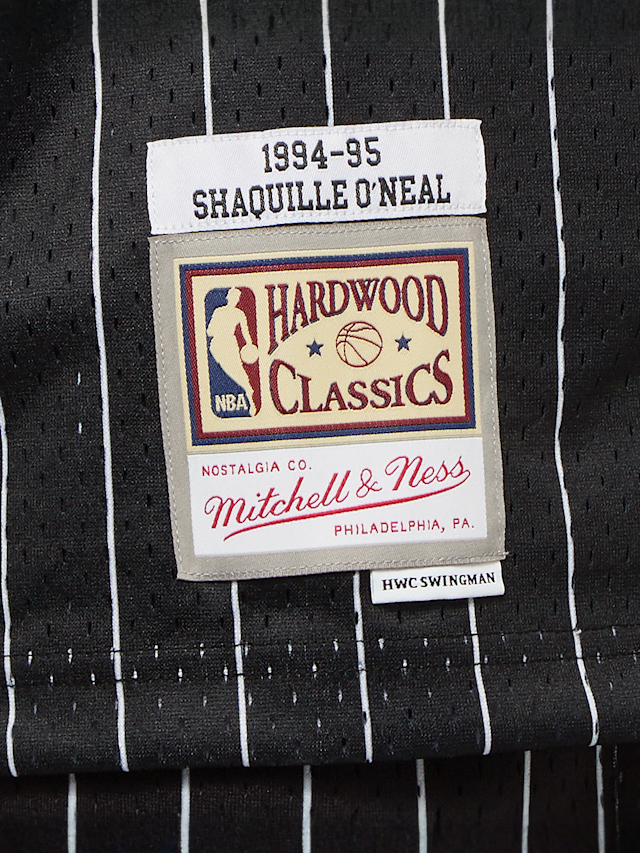 1994-95
SHAQUILLE O'NEAL
HARDWOOD
CLASSICS
NBA
NOSTALGIA CO.
Mitchell & Ness
PHILADELPHIA, PA.
HWC SWINGMAN